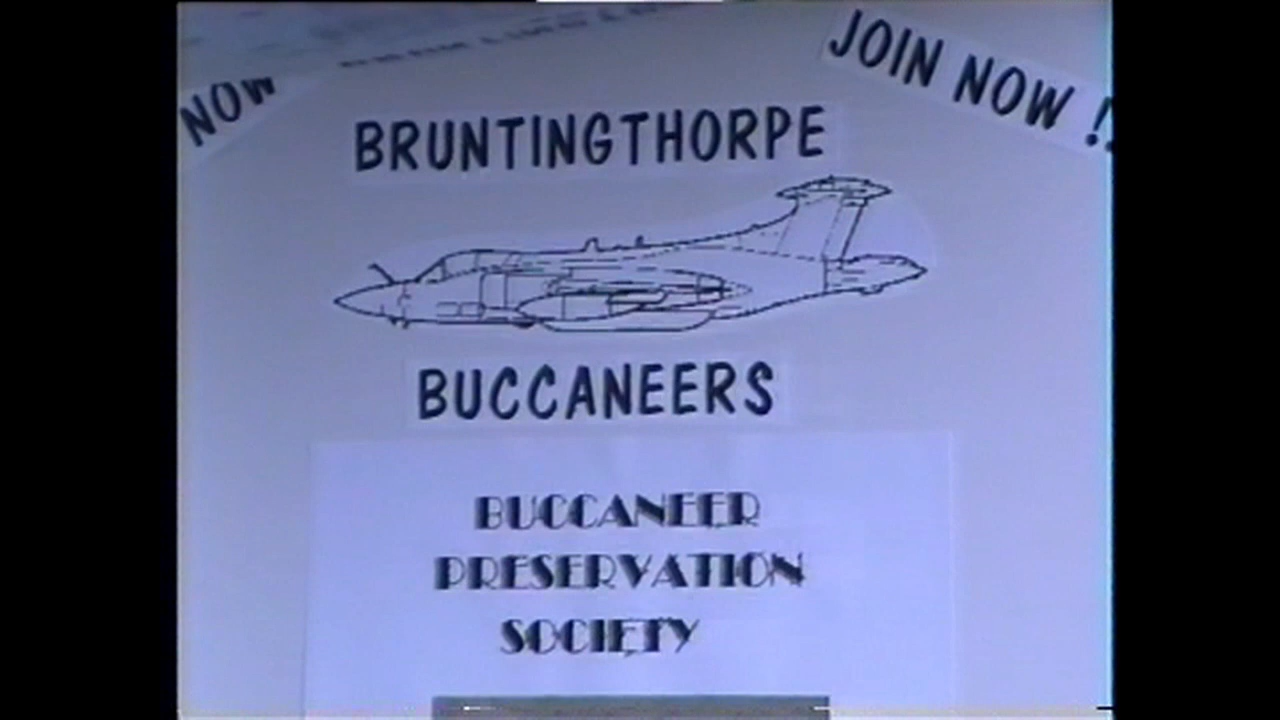 NOW
JOIN NOW !
BRUNTINGTHORPE
BUCCANEERS
BUCCANEER
PRESERVATION
SOCIETY